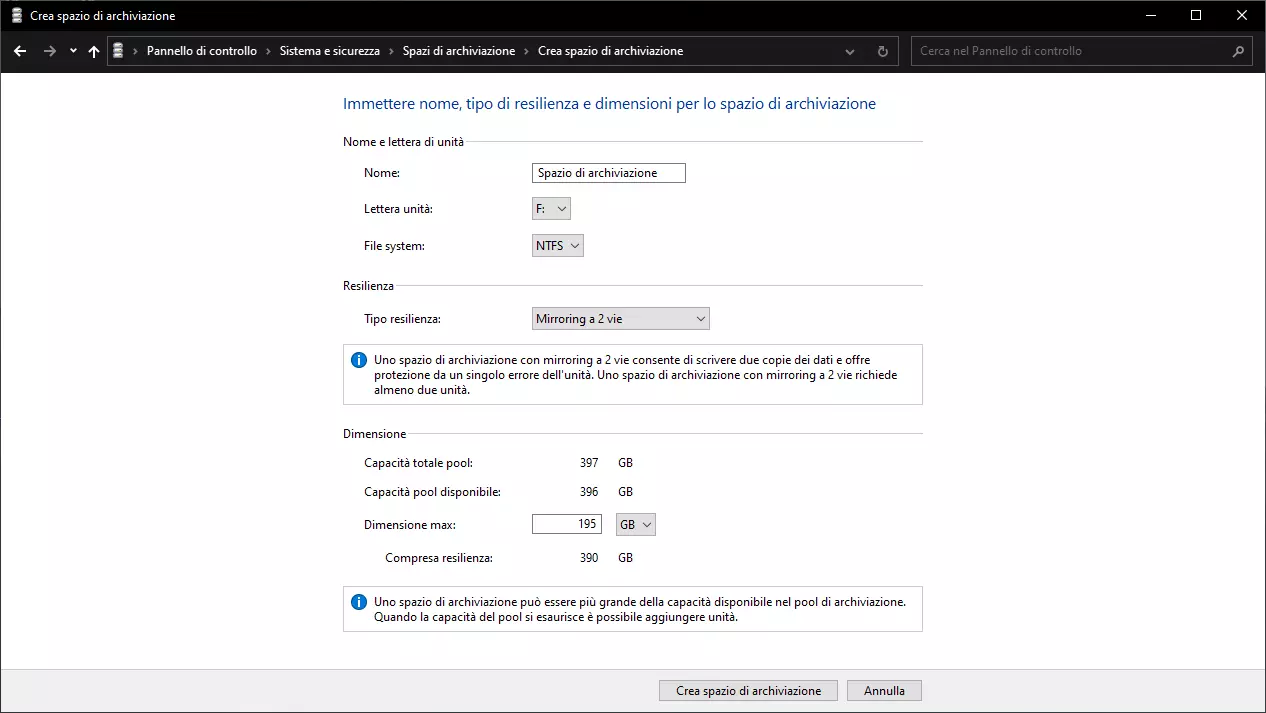 Crea spazio di archiviazione
Pannello di controllo Sistema e sicurezza Spazi di archiviazione Crea spazio di archiviazione Cerca nel Pannello di controllo
Immettere nome, tipo di resilienza e dimensioni per lo spazio di archiviazione
Nome e lettera di unità
Nome: Spazio di archiviazione
Lettera unità: F:
File system: NTFS
Resilienza
Tipo resilienza: Mirroring a 2 vie
Uno spazio di archiviazione con mirroring a 2 vie consente di scrivere due copie dei dati e offre
protezione da un singolo errore dell'unità. Uno spazio di archiviazione con mirroring a 2 vie richiede
almeno due unità.
Dimensione
Capacità totale pool: 397 GB
Capacità pool disponibile: 396 GB
Dimensione max: 195 GB
Compresa resilienza: 390 GB
Uno spazio di archiviazione può essere più grande della capacità disponibile nel pool di archiviazione.
Quando la capacità del pool si esaurisce è possibile aggiungere unità.
Crea spazio di archiviazione Annulla